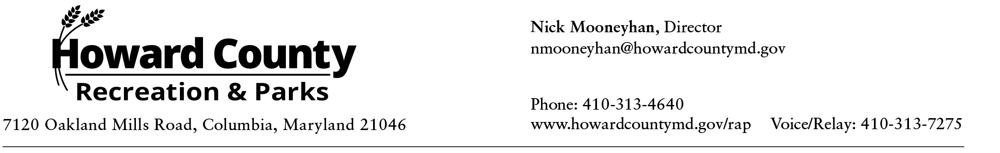 Howard County
Recreation & Parks
7120 Oakland Mills Road, Columbia, Maryland 21046
Nick Mooneyhan, Director
nmooneyhan@howardcountymd.gov
Phone: 410-313-4640
www.howardcountymd.gov/rap Voice/Relay: 410-313-7275